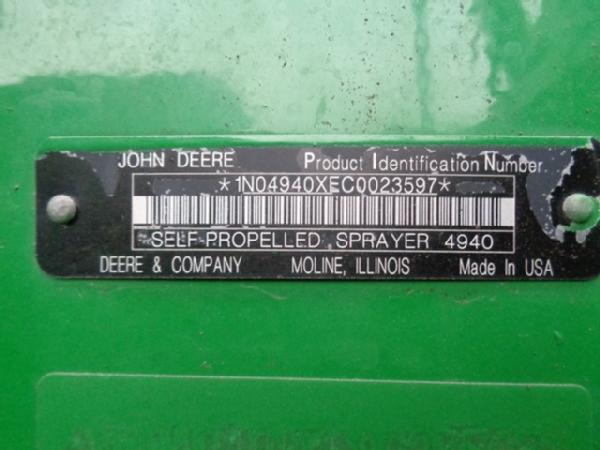 JOHN DEERE Product Identification Number
*1N04940XEC0023597*
SELF-PROPELLED SPRAYER 4940
DEERE & COMPANY MOLINE, ILLINOIS Made In USA